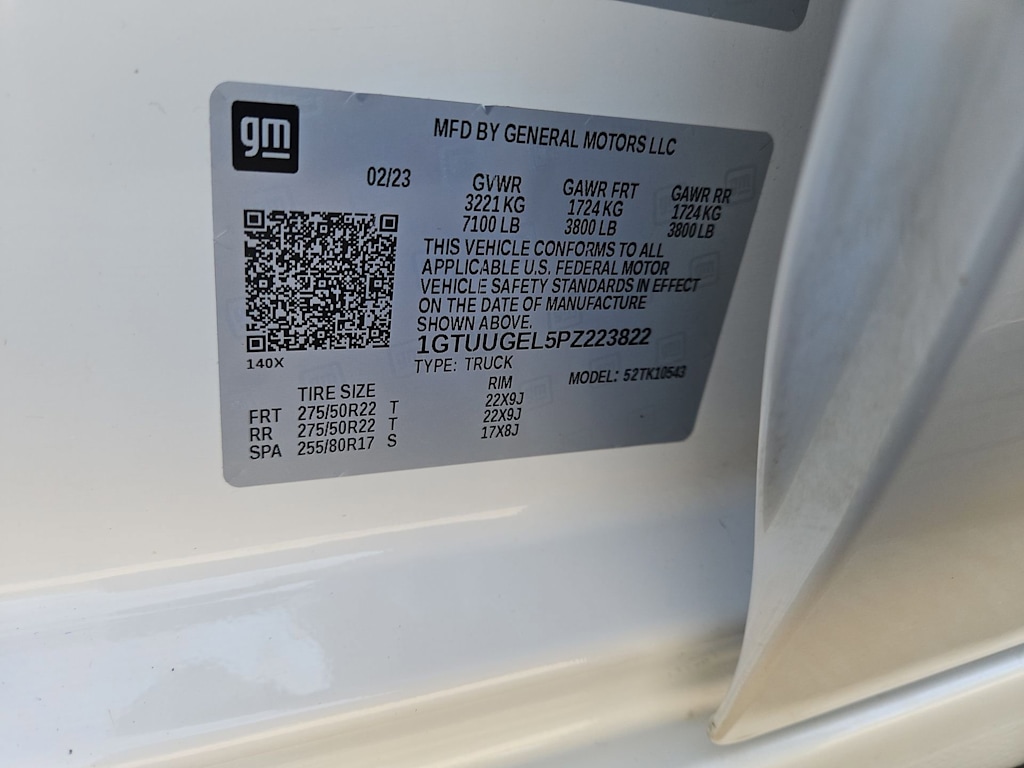 gm
MFD BY GENERAL MOTORS LLC
02/23
GVWR GAWR FRT GAWR RR
3221 KG 1724 KG 1724 KG
7100 LB 3800 LB 3800 LB
THIS VEHICLE CONFORMS TO ALL
APPLICABLE U.S. FEDERAL MOTOR
VEHICLE SAFETY STANDARDS IN EFFECT
ON THE DATE OF MANUFACTURE
SHOWN ABOVE.
1GTUUGEL5PZ223822
140X
TYPE: TRUCK MODEL: 52TK10543
TIRE SIZE RIM
FRT 275/50R22 T 22X9J
RR 275/50R22 T 22X9J
SPA 255/80R17 S 17X8J